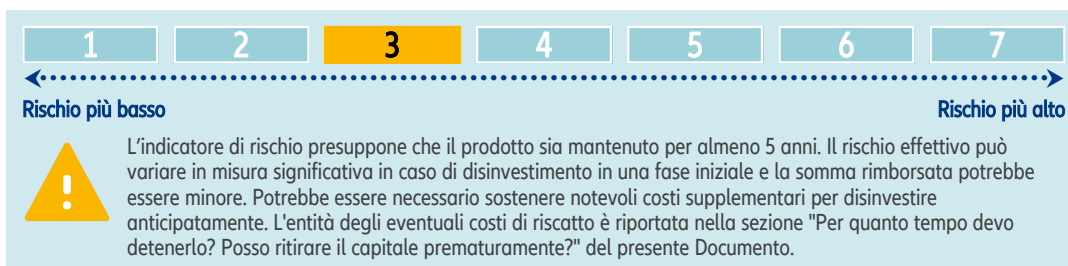 1 2 3 4 5 6 7
Rischio più basso Rischio più alto
L’indicatore di rischio presuppone che il prodotto sia mantenuto per almeno 5 anni. Il rischio effettivo può
variare in misura significativa in caso di disinvestimento in una fase iniziale e la somma rimborsata potrebbe
essere minore. Potrebbe essere necessario sostenere notevoli costi supplementari per disinvestire
anticipatamente. L'entità degli eventuali costi di riscatto è riportata nella sezione "Per quanto tempo devo
detenerlo? Posso ritirare il capitale prematuramente?" del presente Documento.